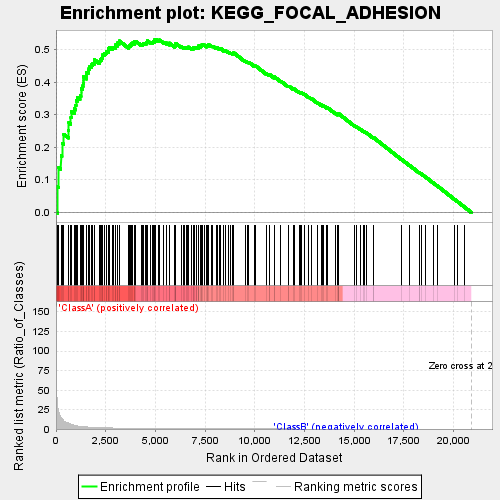 Enrichment plot: KEGG_FOCAL_ADHESION
Enrichment score (ES)
0.5
0.4
0.3
0.2
0.1
0.0
'ClassA' (positively correlated)
Ranked list metric (Ratio_of_Classes)
150
125
100
75
50
25
0
Zero cross at 2
'ClassB' (negatively correlated)
0 2,500 5,000 7,500 10,000 12,500 15,000 17,500 20,000
Rank in Ordered Dataset
Enrichment profile Hits Ranking metric scores